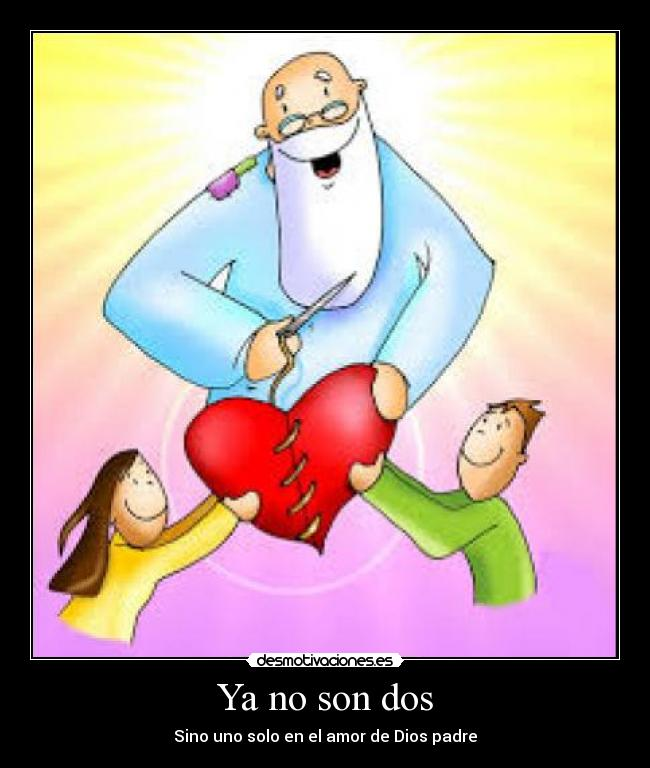 desmotivaciones.es
Ya no son dos
Sino uno solo en el amor de Dios padre